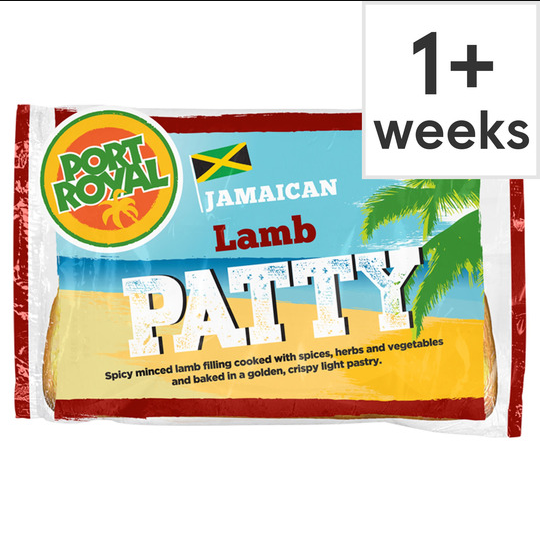 1+
weeks
PORT
ROYAL
JAMAICAN
Lamb
PATTY
Spicy minced lamb filling cooked with spices, herbs and vegetables
and baked in a golden, crispy light pastry.